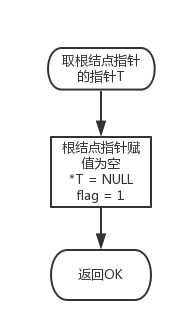 取根结点指针
的指针T
根结点指针赋
值为空
*T = NULL
flag = 1
返回OK